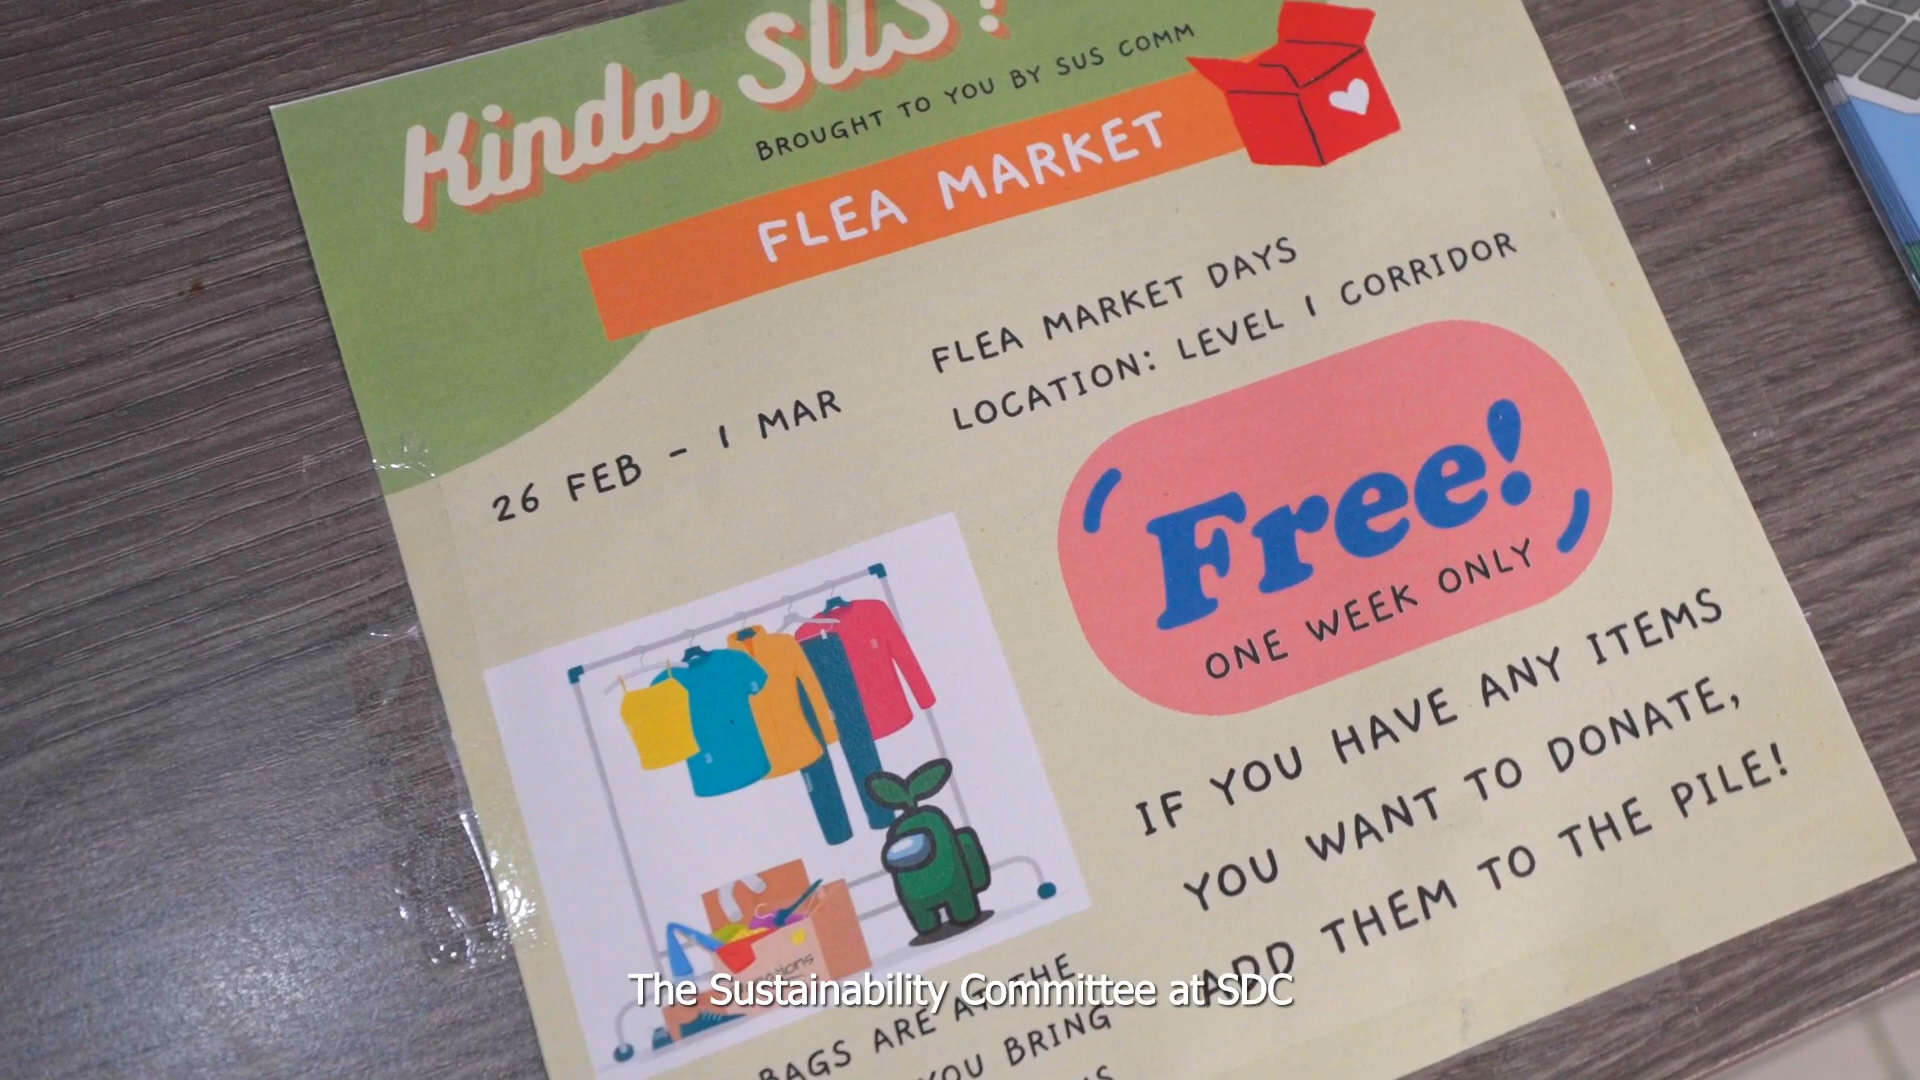 Kinda SUS?
BROUGHT TO YOU BY SUS COMM
FLEA MARKET
26 FEB - 1 MAR
FLEA MARKET DAYS
LOCATION: LEVEL 1 CORRIDOR
Free!
ONE WEEK ONLY
IF YOU HAVE ANY ITEMS
YOU WANT TO DONATE,
ADD THEM TO THE PILE!
BAGS ARE AT THE
YOU BRING
The Sustainability Committee at SDC